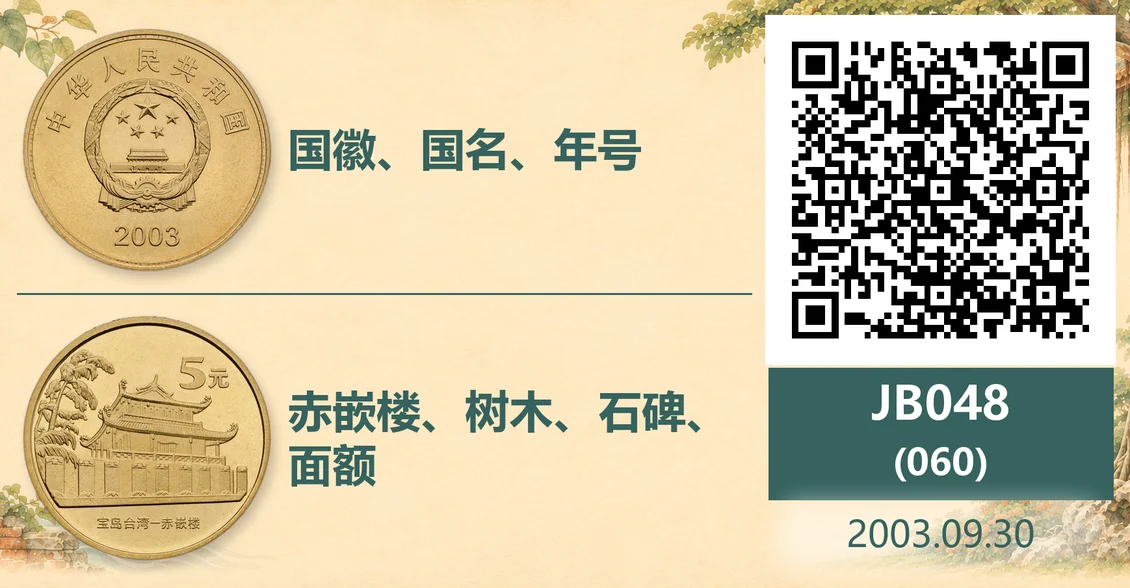 中华人民共和国
2003
国徽、国名、年号
5元
宝岛台湾—赤嵌楼
赤嵌楼、树木、石碑、
面额
JB048
(060)
2003.09.30